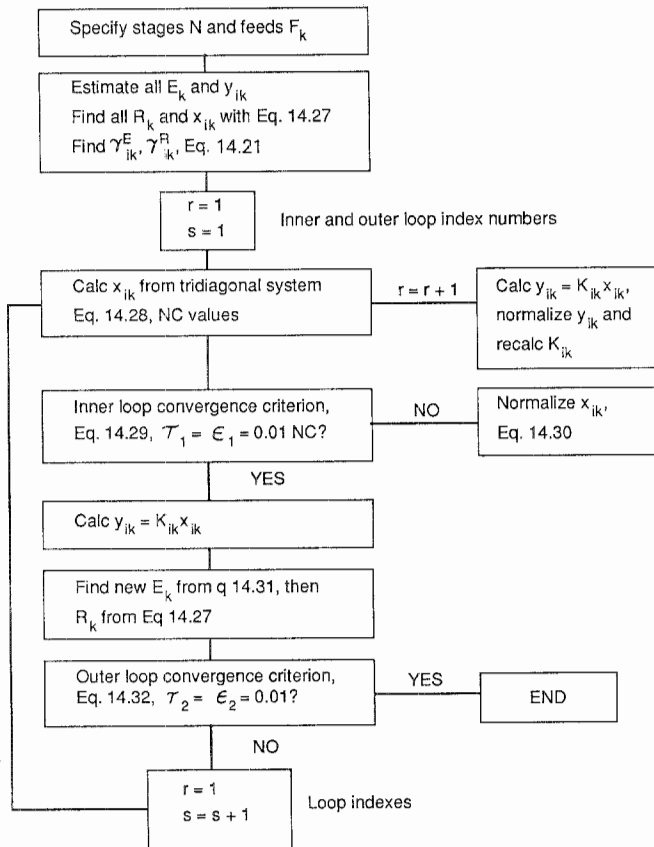 Specify stages N and feeds F_k
Estimate all E_k and y_ik
Find all R_k and x_ik with Eq. 14.27
Find γ^E_ik, γ^R_ik, Eq. 14.21
r = 1
s = 1
Inner and outer loop index numbers
Calc x_ik from tridiagonal system
Eq. 14.28, NC values
r = r + 1
Calc y_ik = K_ik x_ik,
normalize y_ik and
recalc K_ik
Inner loop convergence criterion,
Eq. 14.29, τ_1 = ϵ_1 = 0.01 NC?
NO
Normalize x_ik,
Eq. 14.30
YES
Calc y_ik = K_ik x_ik
Find new E_k from q 14.31, then
R_k from Eq 14.27
Outer loop convergence criterion,
Eq. 14.32, τ_2 = ϵ_2 = 0.01?
YES
END
NO
r = 1
s = s + 1
Loop indexes